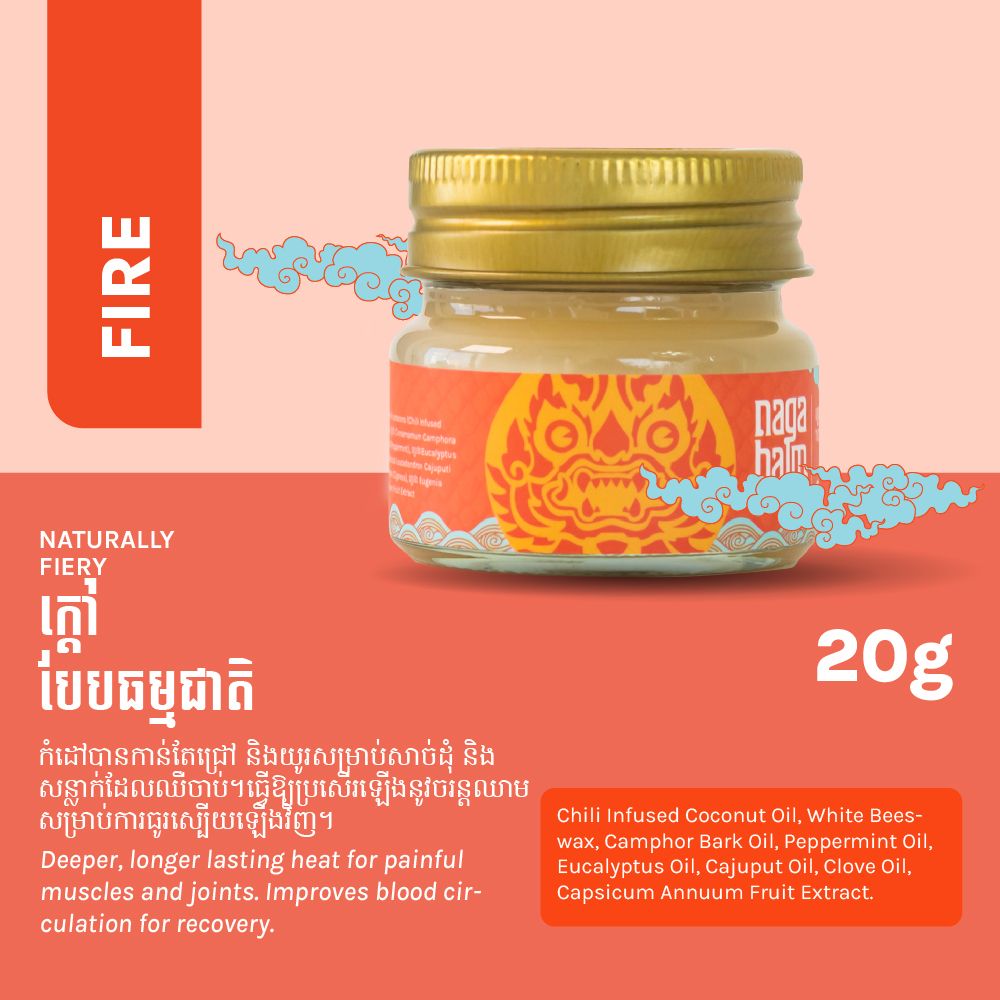 FIRE
naga
balm
NATURALLY
FIERY
ក្ដៅ
បែបធម្មជាតិ
20g
កំដៅបានកាន់តែជ្រៅ និងយូរសម្រាប់សាច់ដុំ និង
សន្លាក់ដែលឈឺចាប់។ធ្វើឱ្យប្រសើរឡើងនូវចរន្តឈាម
សម្រាប់ការធូរស្បើយឡើងវិញ។
Deeper, longer lasting heat for painful
muscles and joints. Improves blood cir-
culation for recovery.
Chili Infused Coconut Oil, White Bees-
wax, Camphor Bark Oil, Peppermint Oil,
Eucalyptus Oil, Cajuput Oil, Clove Oil,
Capsicum Annuum Fruit Extract.